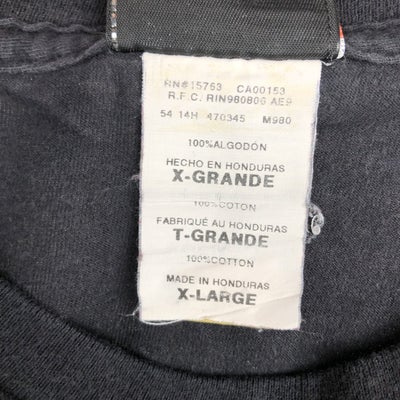 RN#15763 CA00153
R.F.C. RIN980806 AE9
54 14H 470345 M980
100%ALGODÓN
HECHO EN HONDURAS
X-GRANDE
100%COTON
FABRIQUÉ AU HONDURAS
T-GRANDE
100%COTTON
MADE IN HONDURAS
X-LARGE